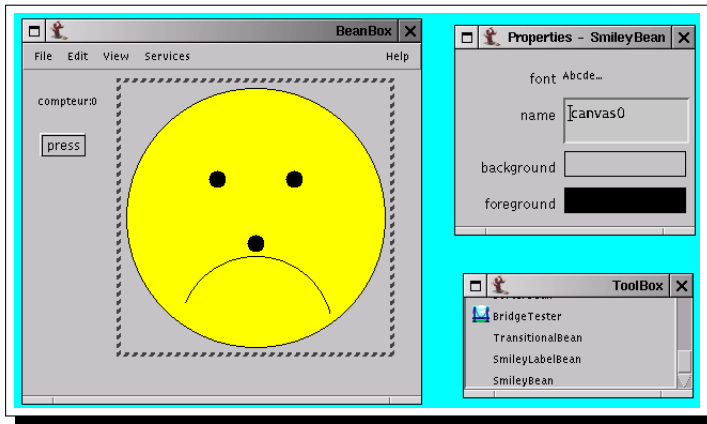 BeanBox
File Edit View Services Help
compteur:0
press
Properties - SmileyBean
font Abcde...
name canvas0
background
foreground
ToolBox
BridgeTester
TransitionalBean
SmileyLabelBean
SmileyBean